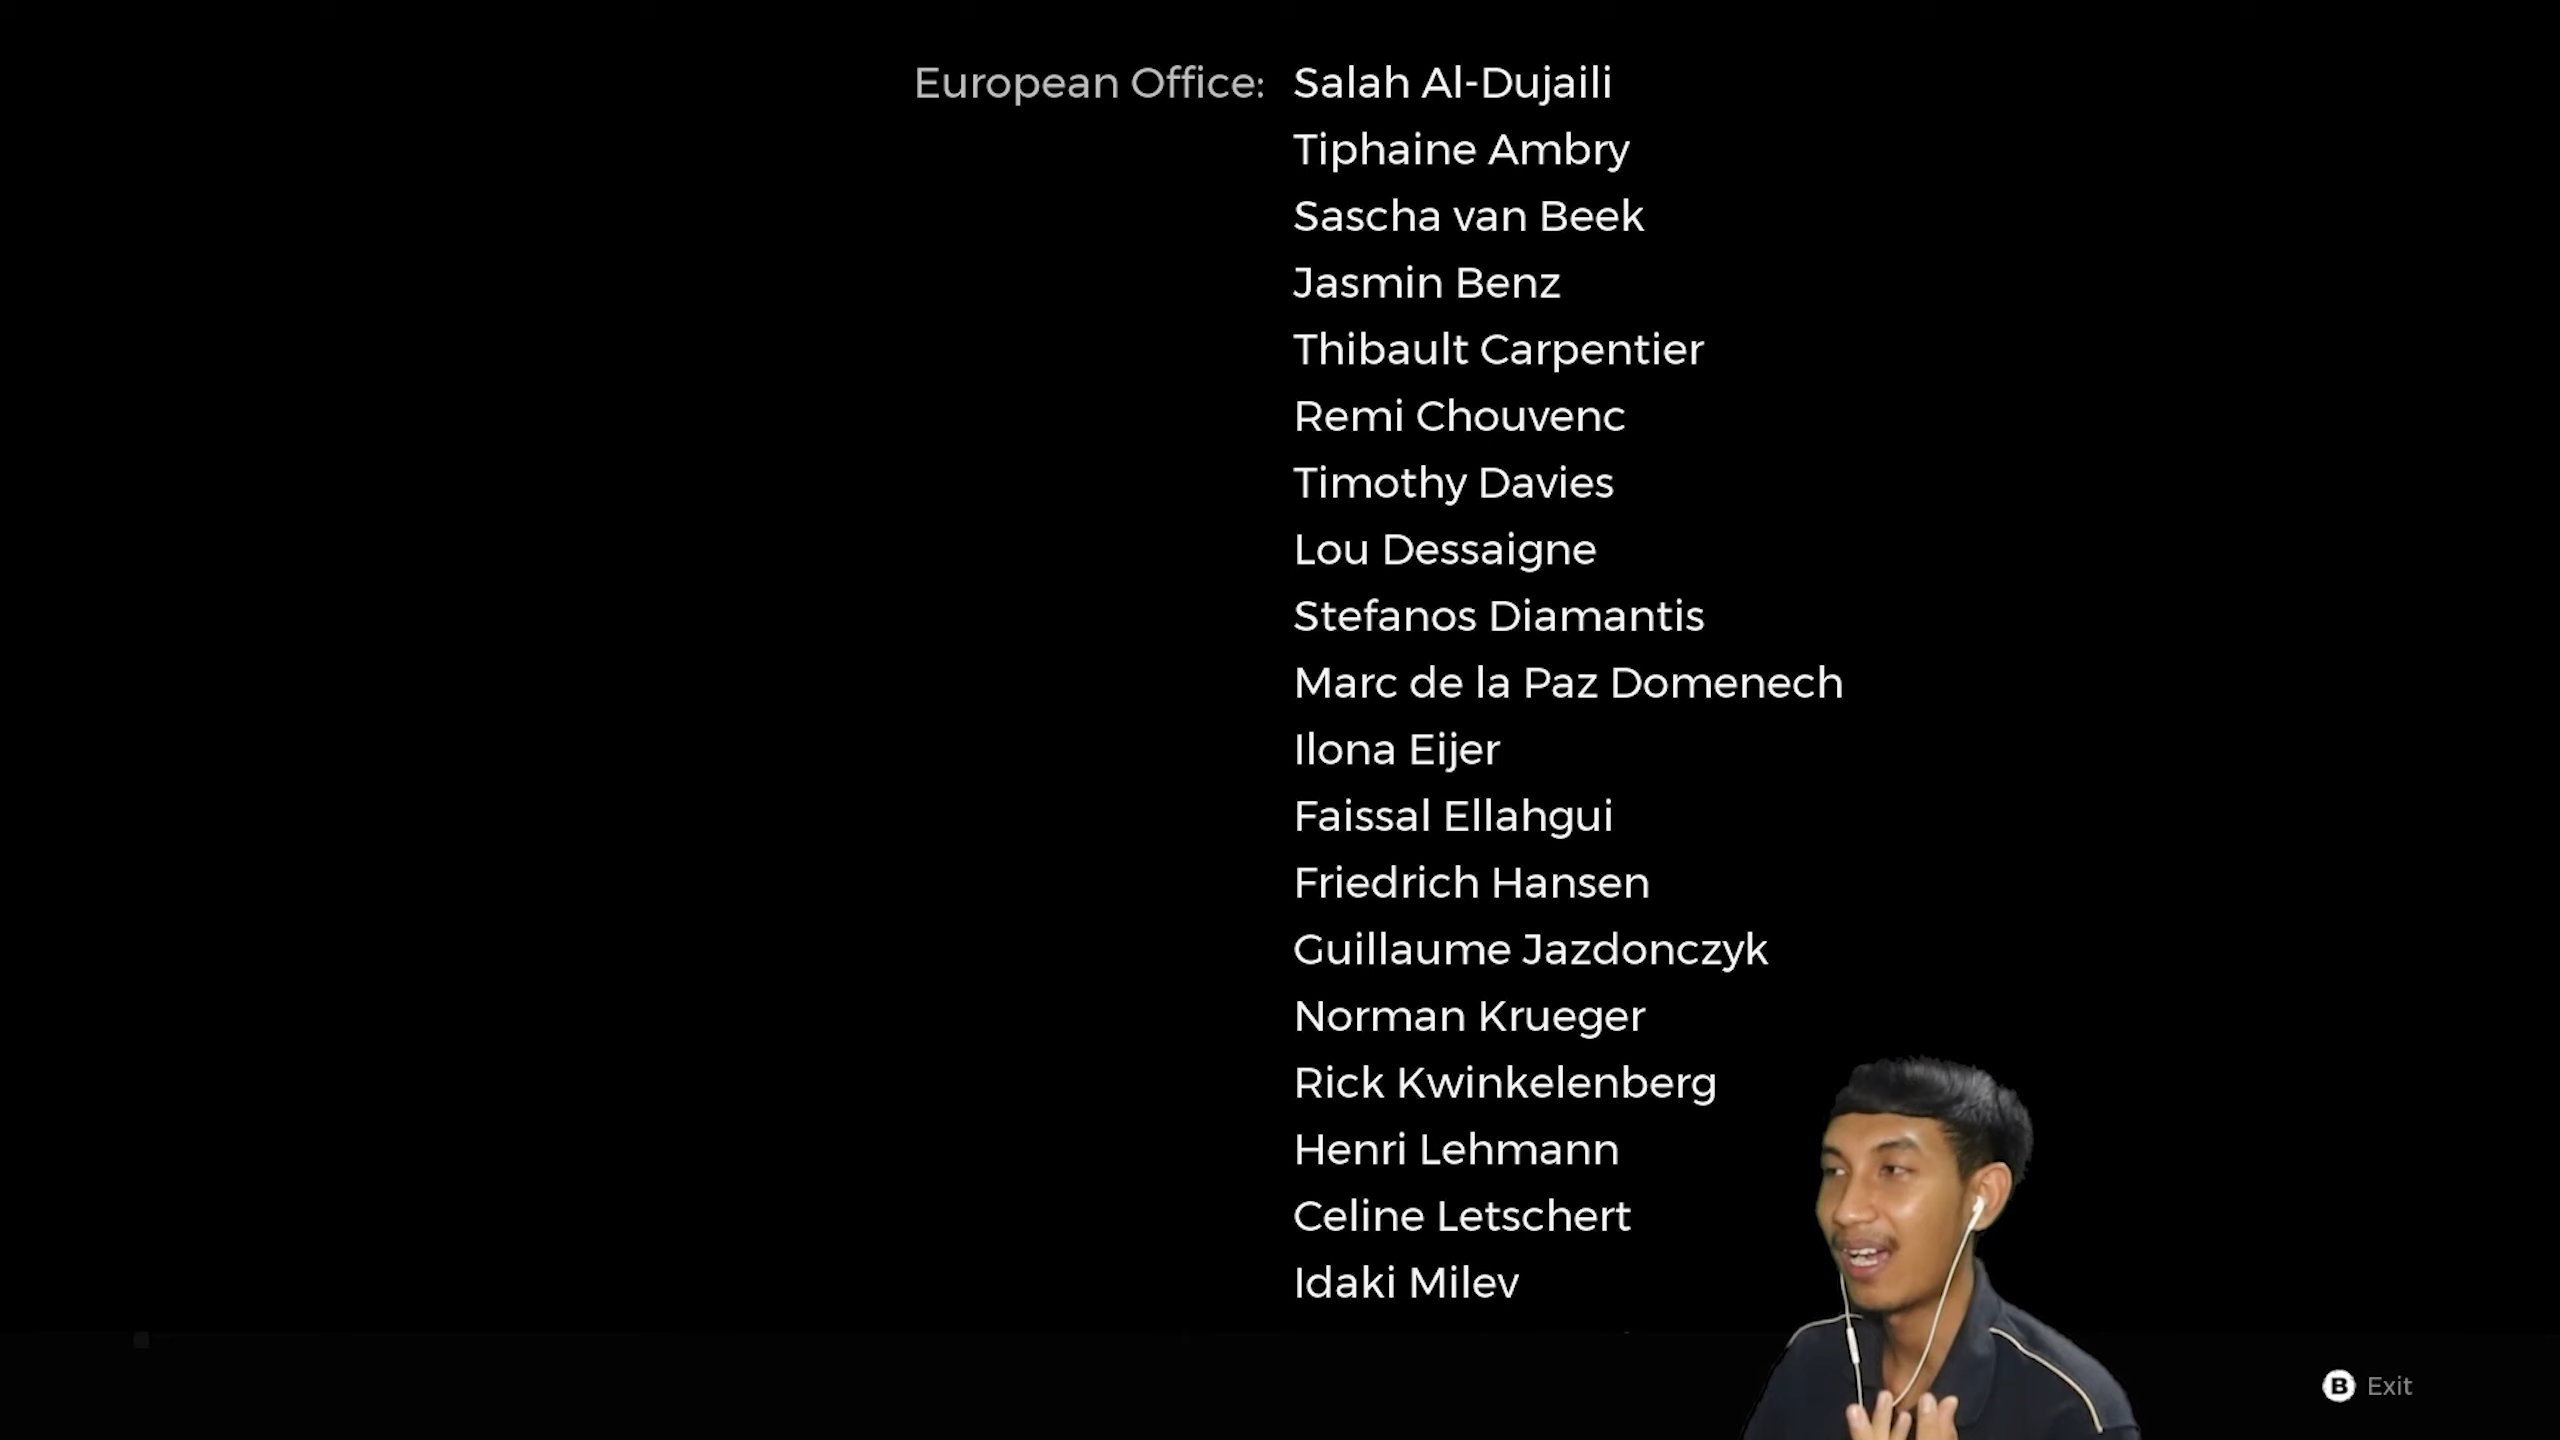 European Office: Salah Al-Dujaili
Tiphaine Ambry
Sascha van Beek
Jasmin Benz
Thibault Carpentier
Remi Chouvenc
Timothy Davies
Lou Dessaigne
Stefanos Diamantis
Marc de la Paz Domenech
Ilona Eijer
Faissal Ellahgui
Friedrich Hansen
Guillaume Jazdonczyk
Norman Krueger
Rick Kwinkelenberg
Henri Lehmann
Celine Letschert
Idaki Milev
B Exit